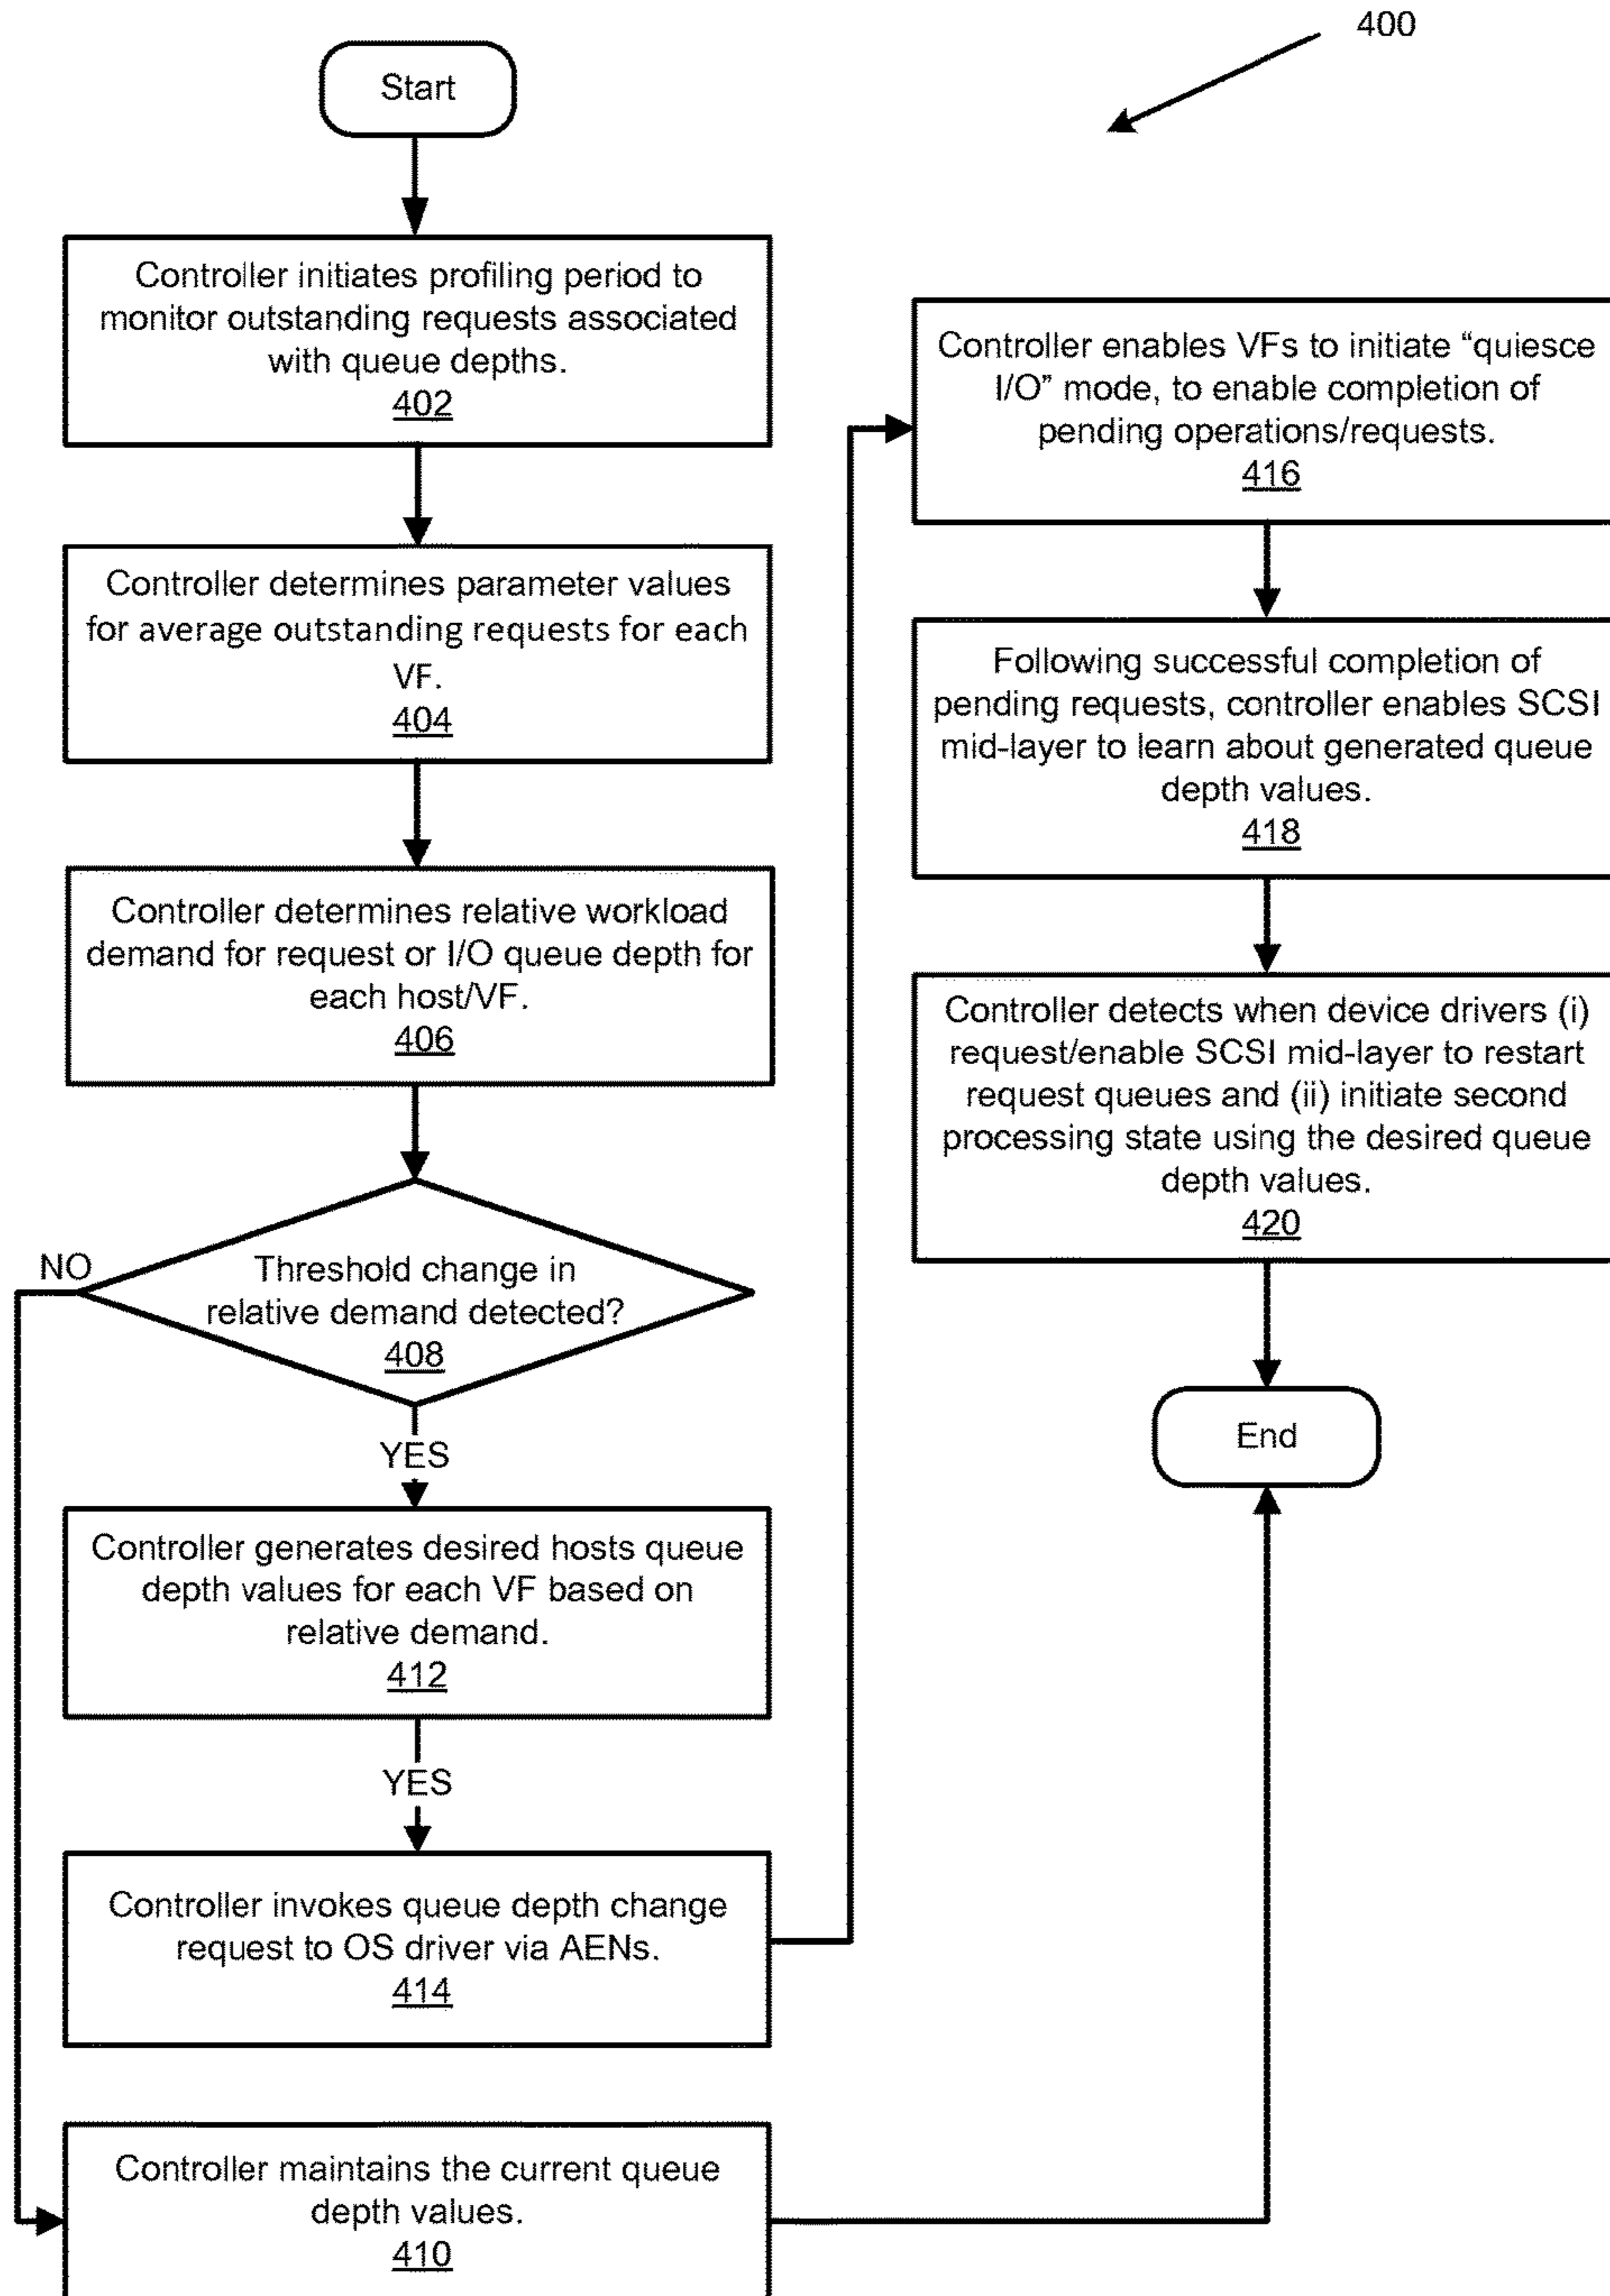 400
Start
Controller initiates profiling period to
monitor outstanding requests associated
with queue depths.
402
Controller determines parameter values
for average outstanding requests for each
VF.
404
Controller determines relative workload
demand for request or I/O queue depth for
each host/VF.
406
NO
Threshold change in
relative demand detected?
408
YES
Controller generates desired hosts queue
depth values for each VF based on
relative demand.
412
YES
Controller invokes queue depth change
request to OS driver via AENs.
414
Controller maintains the current queue
depth values.
410
Controller enables VFs to initiate “quiesce
I/O” mode, to enable completion of
pending operations/requests.
416
Following successful completion of
pending requests, controller enables SCSI
mid-layer to learn about generated queue
depth values.
418
Controller detects when device drivers (i)
request/enable SCSI mid-layer to restart
request queues and (ii) initiate second
processing state using the desired queue
depth values.
420
End